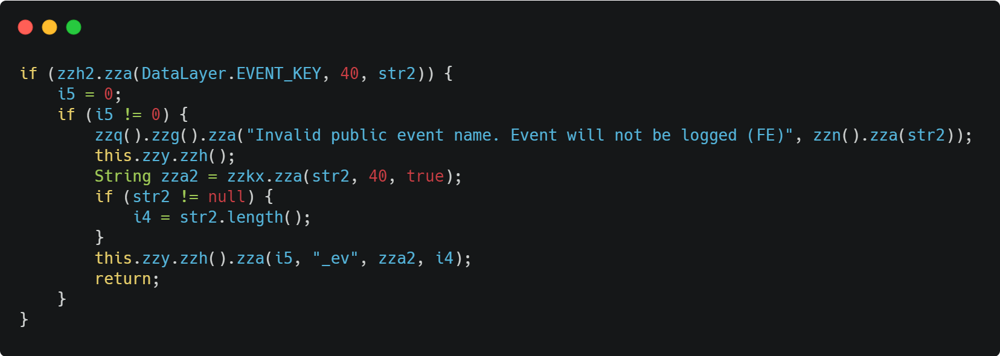 if (zzh2.zza(DataLayer.EVENT_KEY, 40, str2)) {
    i5 = 0;
    if (i5 != 0) {
        zzq().zzg().zza("Invalid public event name. Event will not be logged (FE)", zzn().zza(str2));
        this.zzy.zzh();
        String zza2 = zzkx.zza(str2, 40, true);
        if (str2 != null) {
            i4 = str2.length();
        }
        this.zzy.zzh().zza(i5, "_ev", zza2, i4);
        return;
    }
}